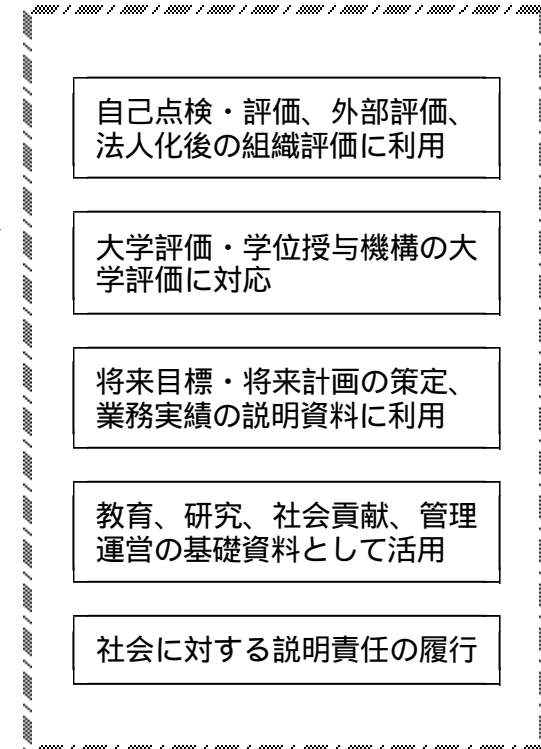 自己点検・評価、外部評価、
法人化後の組織評価に利用
大学評価・学位授与機構の大
学評価に対応
将来目標・将来計画の策定、
業務実績の説明資料に利用
教育、研究、社会貢献、管理
運営の基礎資料として活用
社会に対する説明責任の履行